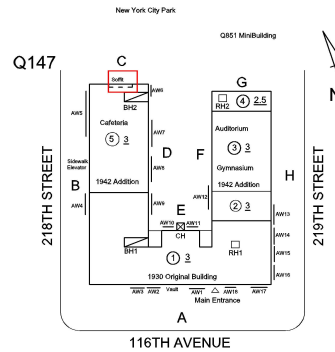 New York City Park
Q851 MiniBuilding
Q147
C
Soffit
AW6
BH2
G
RH2
4 2.5
N
AW5
Cafeteria
5 3
AW7
D
Auditorium
3 3
F
Gymnasium
H
Sidewalk
Elevator
AW8
B
1942 Addition
1942 Addition
AW4
AW9
AW12
2 3
E
AW10 AW11
AW13
CH
AW14
BH1
RH1
AW15
1 3
1930 Original Building
AW16
AW3 AW2 Vault AW1 AW18 AW17
Main Entrance
A
218TH STREET
219TH STREET
116TH AVENUE